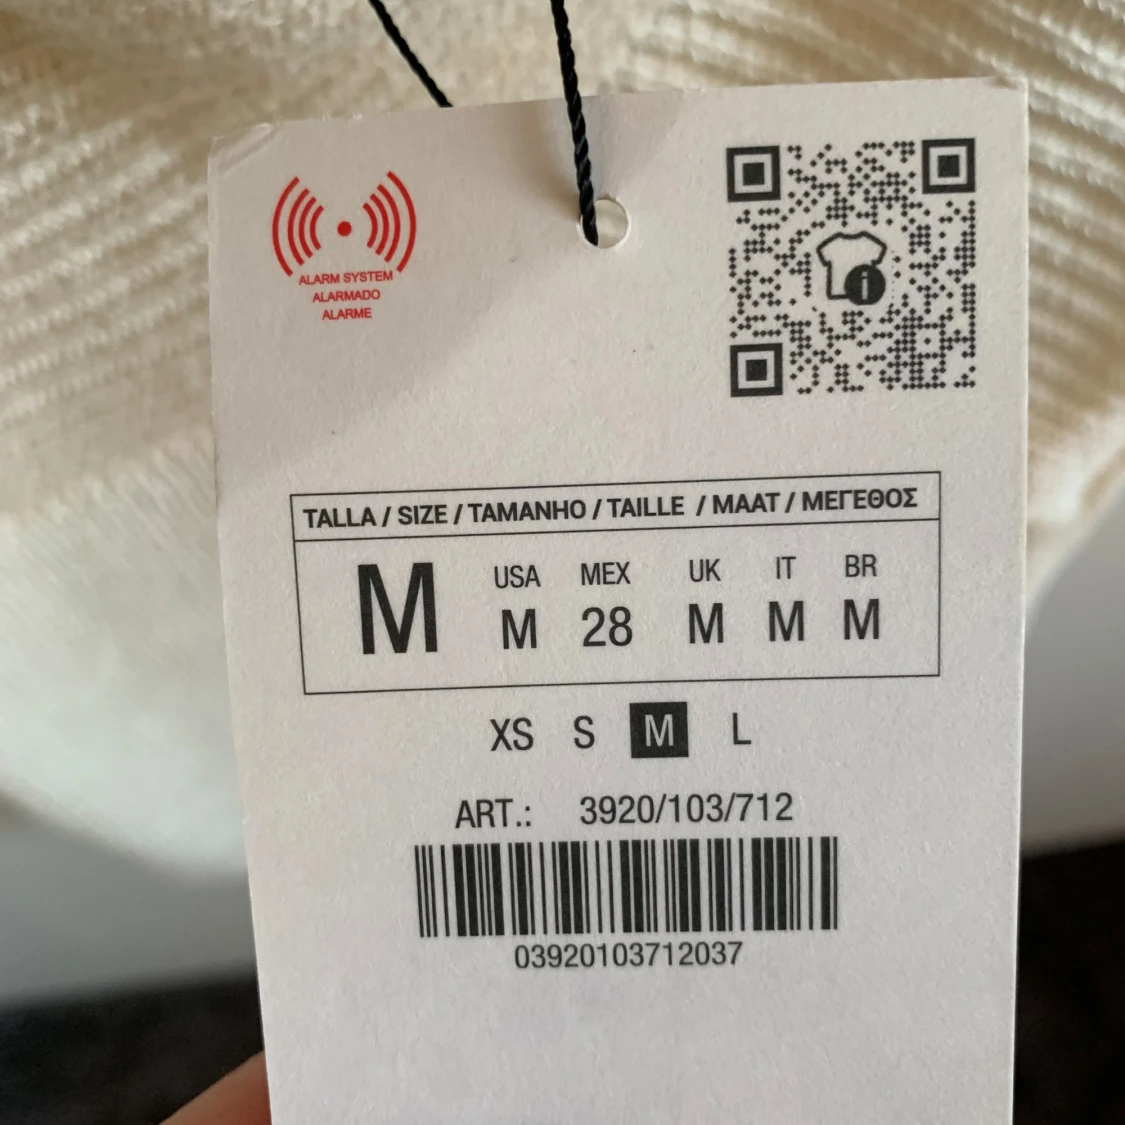 ALARM SYSTEM
ALARMADO
ALARME
i
TALLA / SIZE / TAMANHO / TAILLE / MAAT / ΜΕΓΕΘΟΣ
M
USA MEX UK IT BR
M 28 M M M
XS S M L
ART.: 3920/103/712
03920103712037